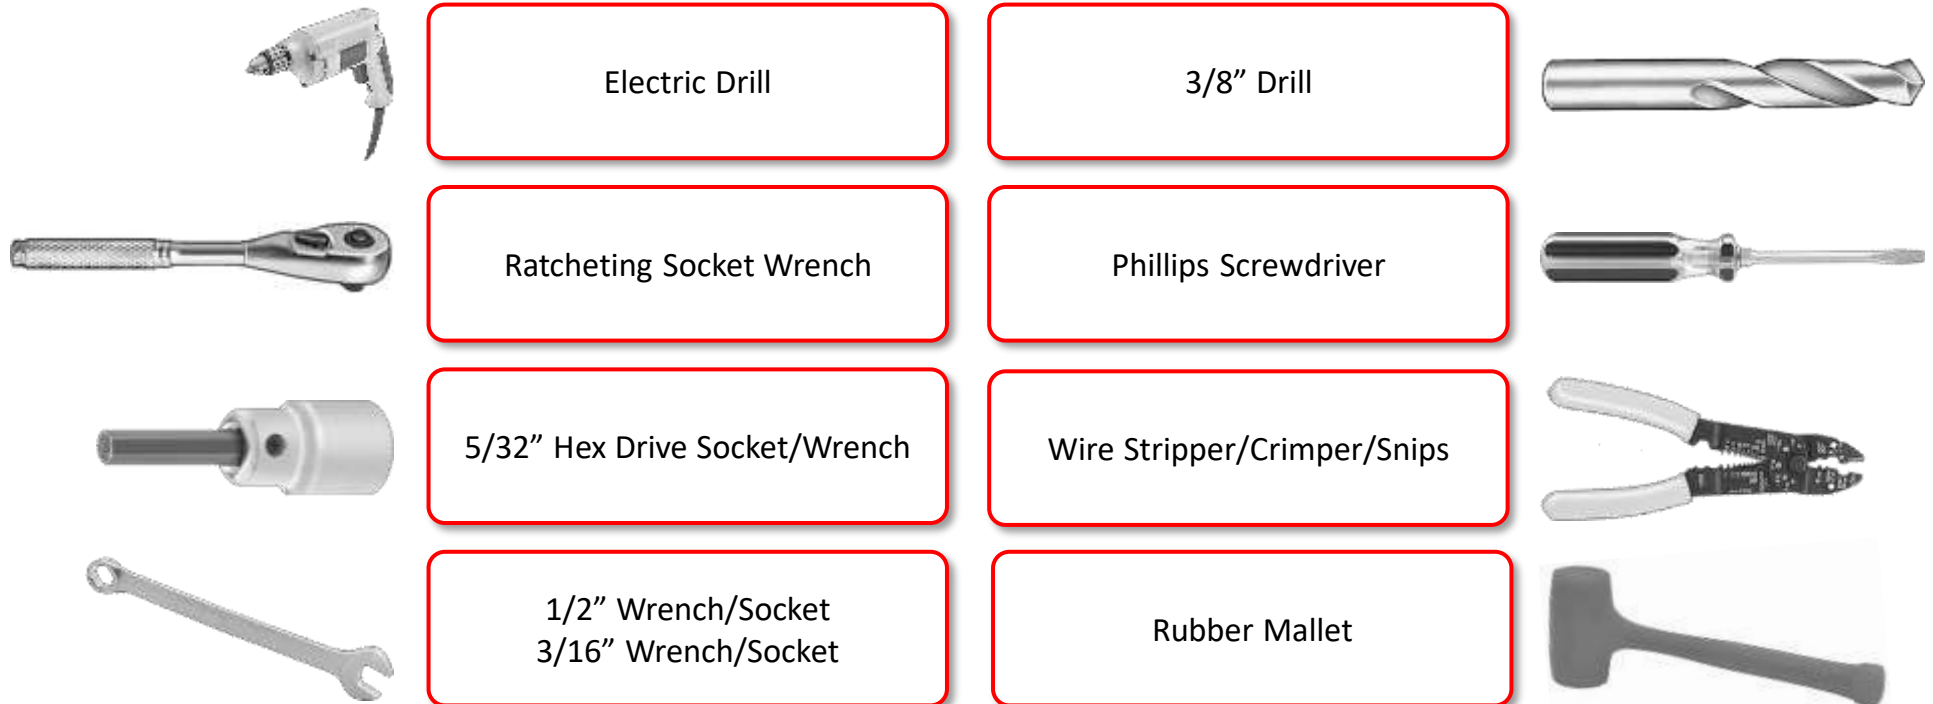 Electric Drill
3/8” Drill
Ratcheting Socket Wrench
Phillips Screwdriver
5/32” Hex Drive Socket/Wrench
Wire Stripper/Crimper/Snips
1/2” Wrench/Socket
3/16” Wrench/Socket
Rubber Mallet